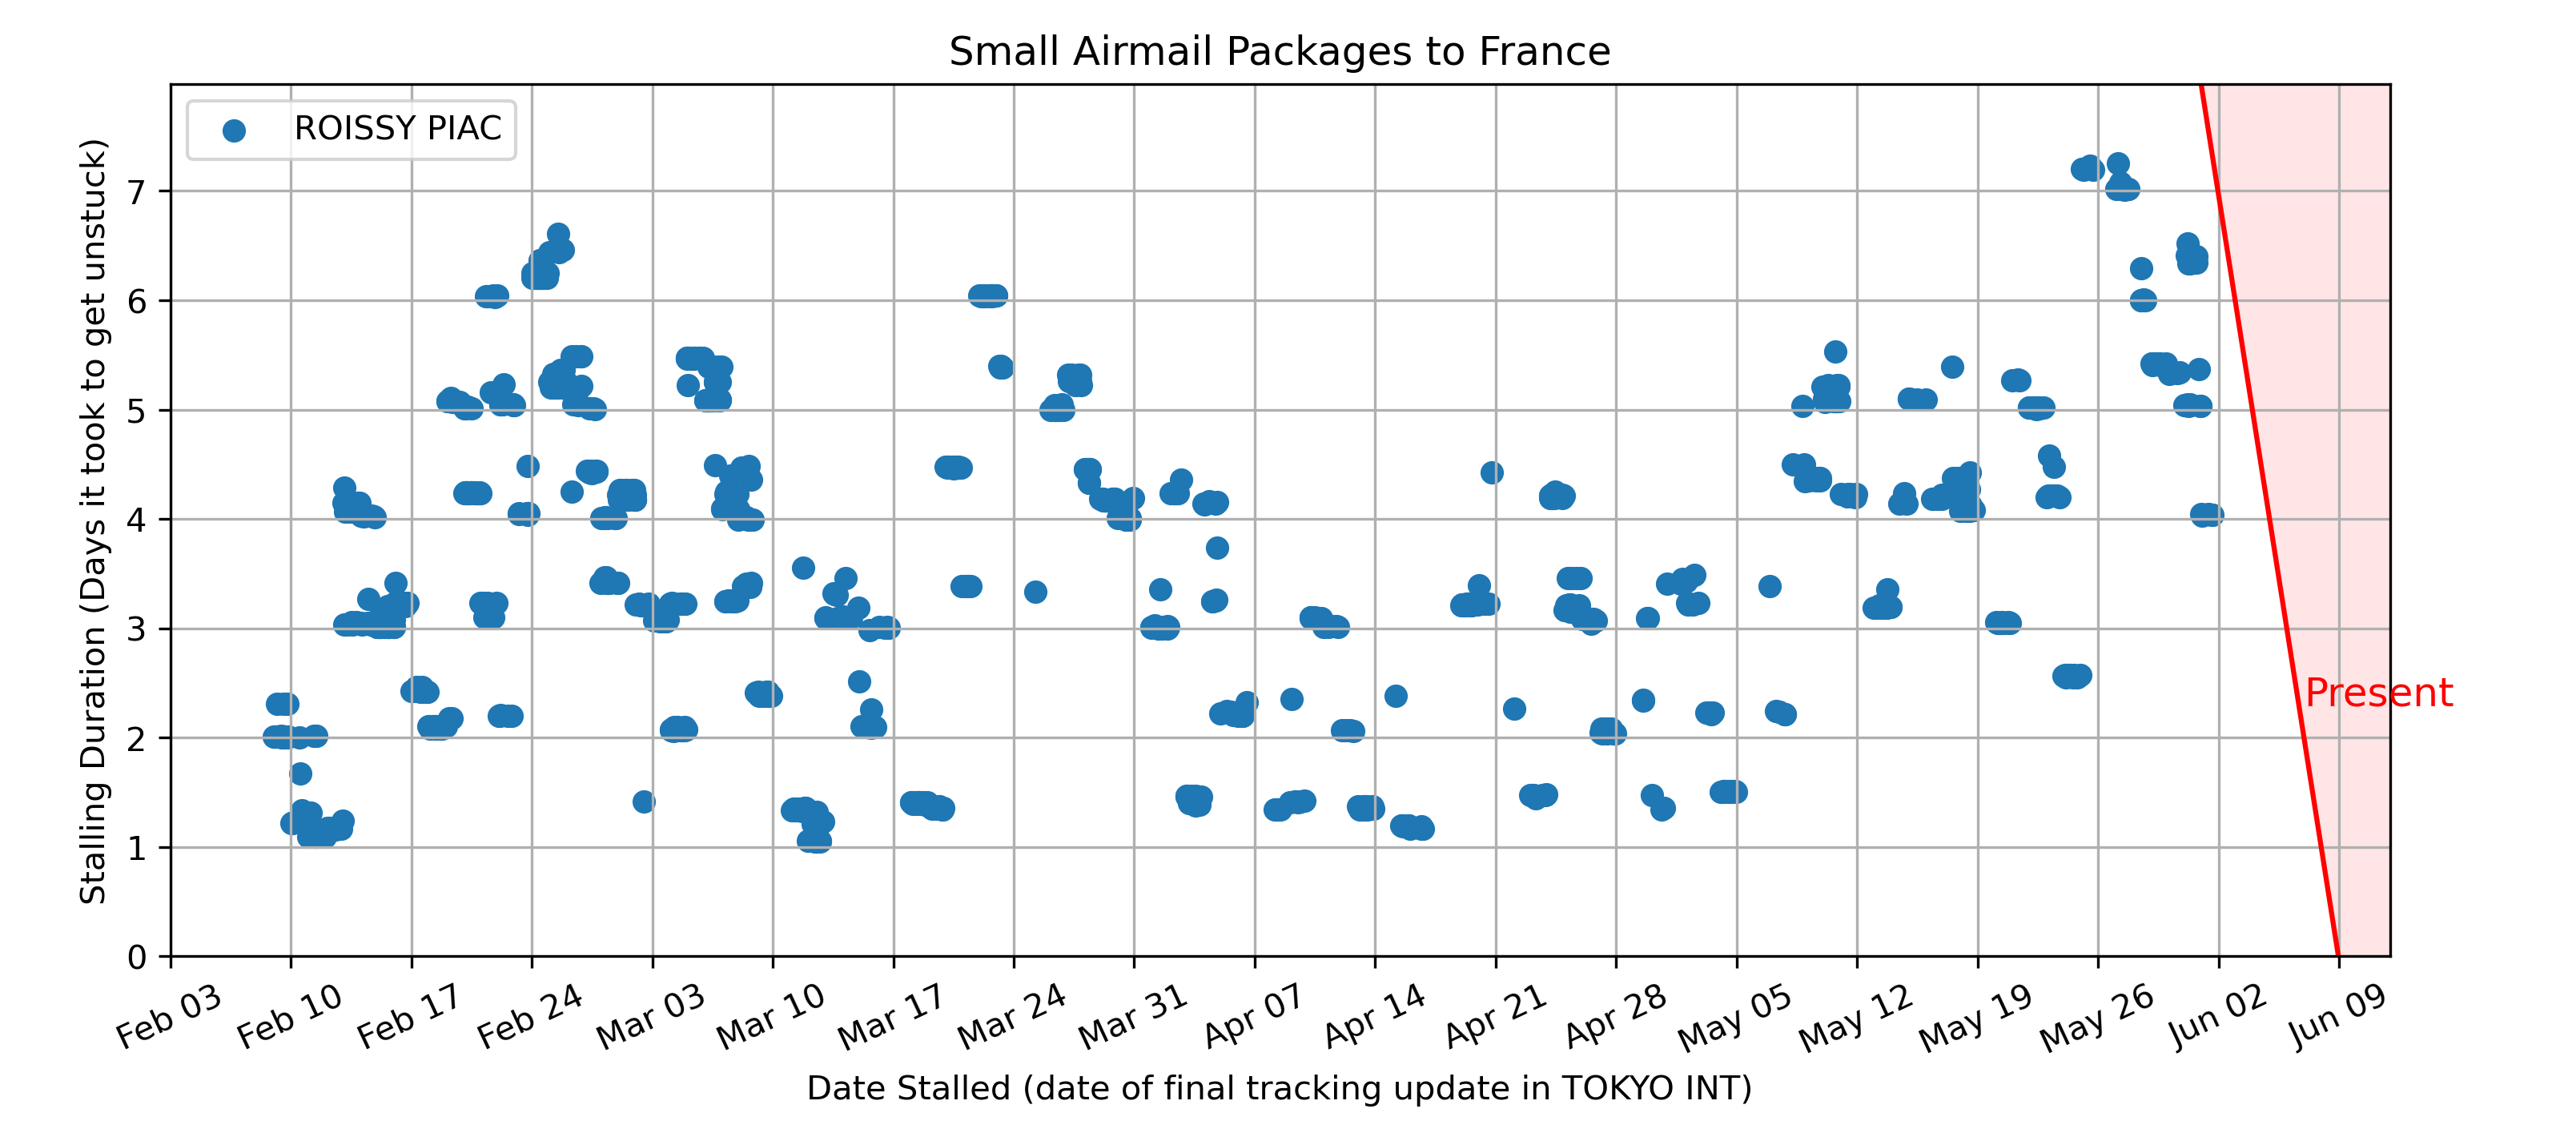 Small Airmail Packages to France
ROISSY PIAC
Stalling Duration (Days it took to get unstuck)
7
6
5
4
3
2
1
0
Present
Feb 03
Feb 10
Feb 17
Feb 24
Mar 03
Mar 10
Mar 17
Mar 24
Mar 31
Apr 07
Apr 14
Apr 21
Apr 28
May 05
May 12
May 19
May 26
Jun 02
Jun 09
Date Stalled (date of final tracking update in TOKYO INT)